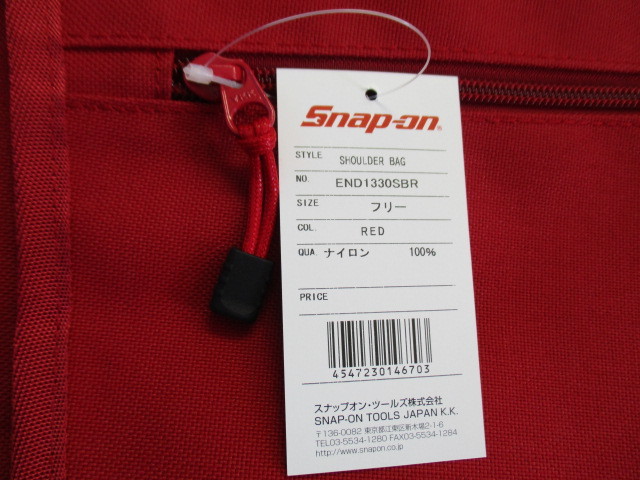 Snap-on
STYLE SHOULDER BAG
NO. END1330SBR
SIZE フリー
COL. RED
QUA. ナイロン 100%
PRICE
4547230146703
スナップオン・ツールズ株式会社
SNAP-ON TOOLS JAPAN K.K.
〒136-0082 東京都江東区新木場2-1-6
TEL03-5534-1280 FAX03-5534-1284
http://www.snapon.co.jp